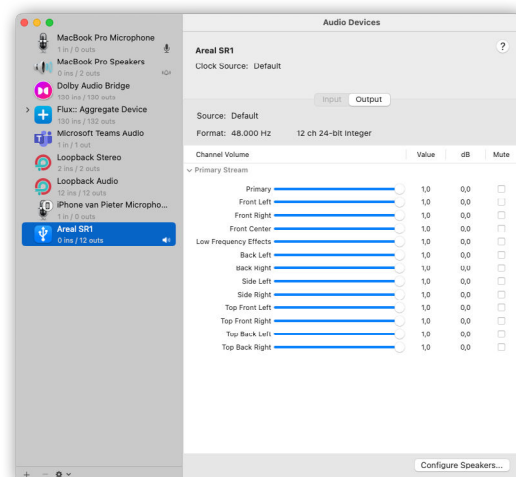 Audio Devices
MacBook Pro Microphone
1 in / 0 outs
MacBook Pro Speakers
0 ins / 2 outs
Dolby Audio Bridge
130 ins / 130 outs
Flux:: Aggregate Device
130 ins / 132 outs
Microsoft Teams Audio
1 in / 1 out
Loopback Stereo
2 ins / 2 outs
Loopback Audio
12 ins / 12 outs
iPhone van Pieter Micropho...
1 in / 0 outs
Areal SR1
0 ins / 12 outs
Areal SR1
?
Clock Source: Default
Input Output
Source: Default
Format: 48.000 Hz 12 ch 24-bit Integer
Channel Volume Value dB Mute
Primary Stream
Primary 1,0 0,0
Front Left 1,0 0,0
Front Right 1,0 0,0
Front Center 1,0 0,0
Low Frequency Effects 1,0 0,0
Back Left 1,0 0,0
Back Right 1,0 0,0
Side Left 1,0 0,0
Side Right 1,0 0,0
Top Front Left 1,0 0,0
Top Front Right 1,0 0,0
Top Back Left 1,0 0,0
Top Back Right 1,0 0,0
Configure Speakers...